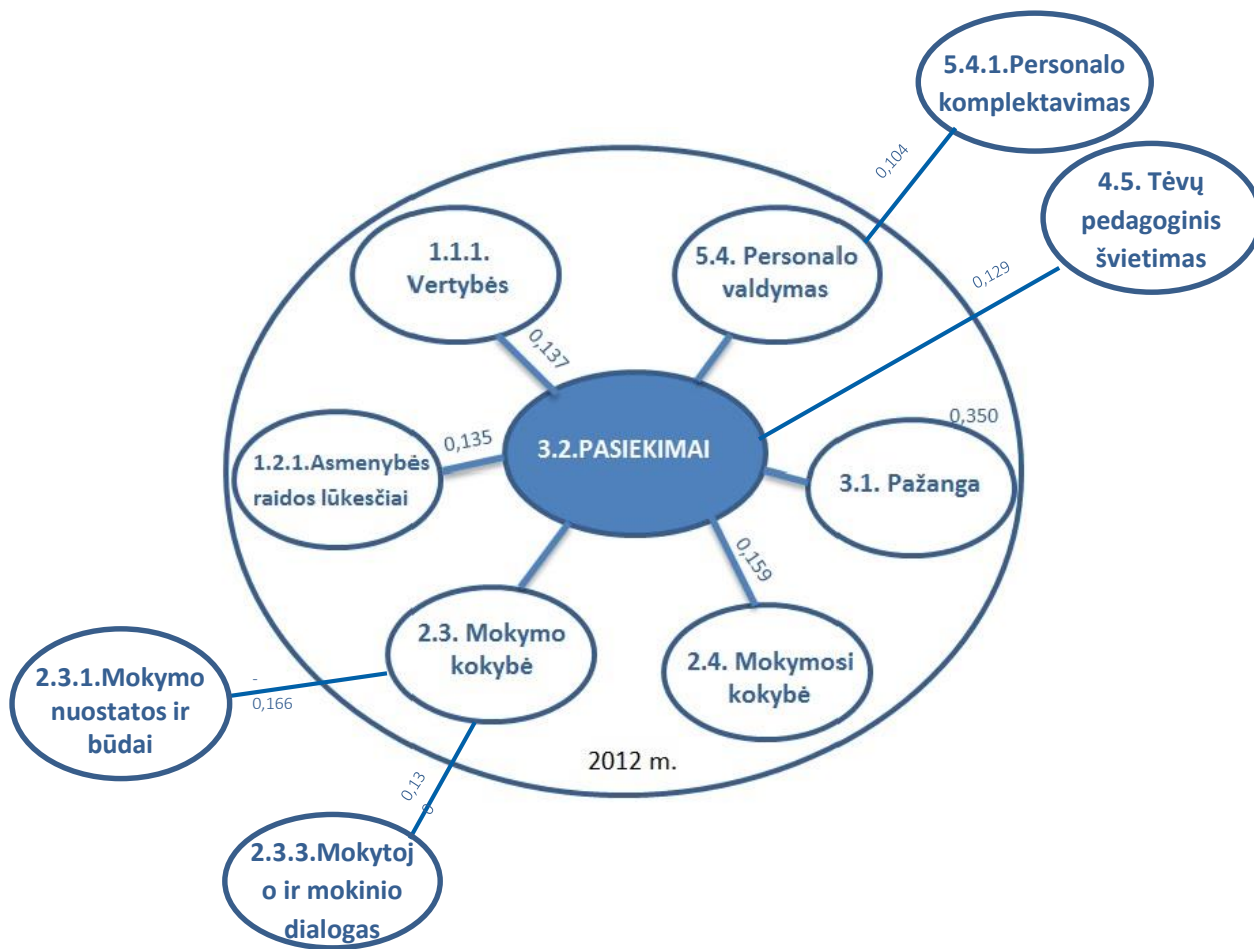 5.4.1.Personalo
komplektavimas
0,104
4.5. Tėvų
pedagoginis
švietimas
0,129
1.1.1.
Vertybės
5.4. Personalo
valdymas
0,137
0,350
1.2.1.Asmenybės
raidos lūkesčiai
0,135
3.2.PASIEKIMAI
3.1. Pažanga
0,159
2.3. Mokymo
kokybė
2.4. Mokymosi
kokybė
2.3.1.Mokymo
nuostatos ir
būdai
-
0,166
2012 m.
0,13
2.3.3.Mokytoj
o ir mokinio
dialogas